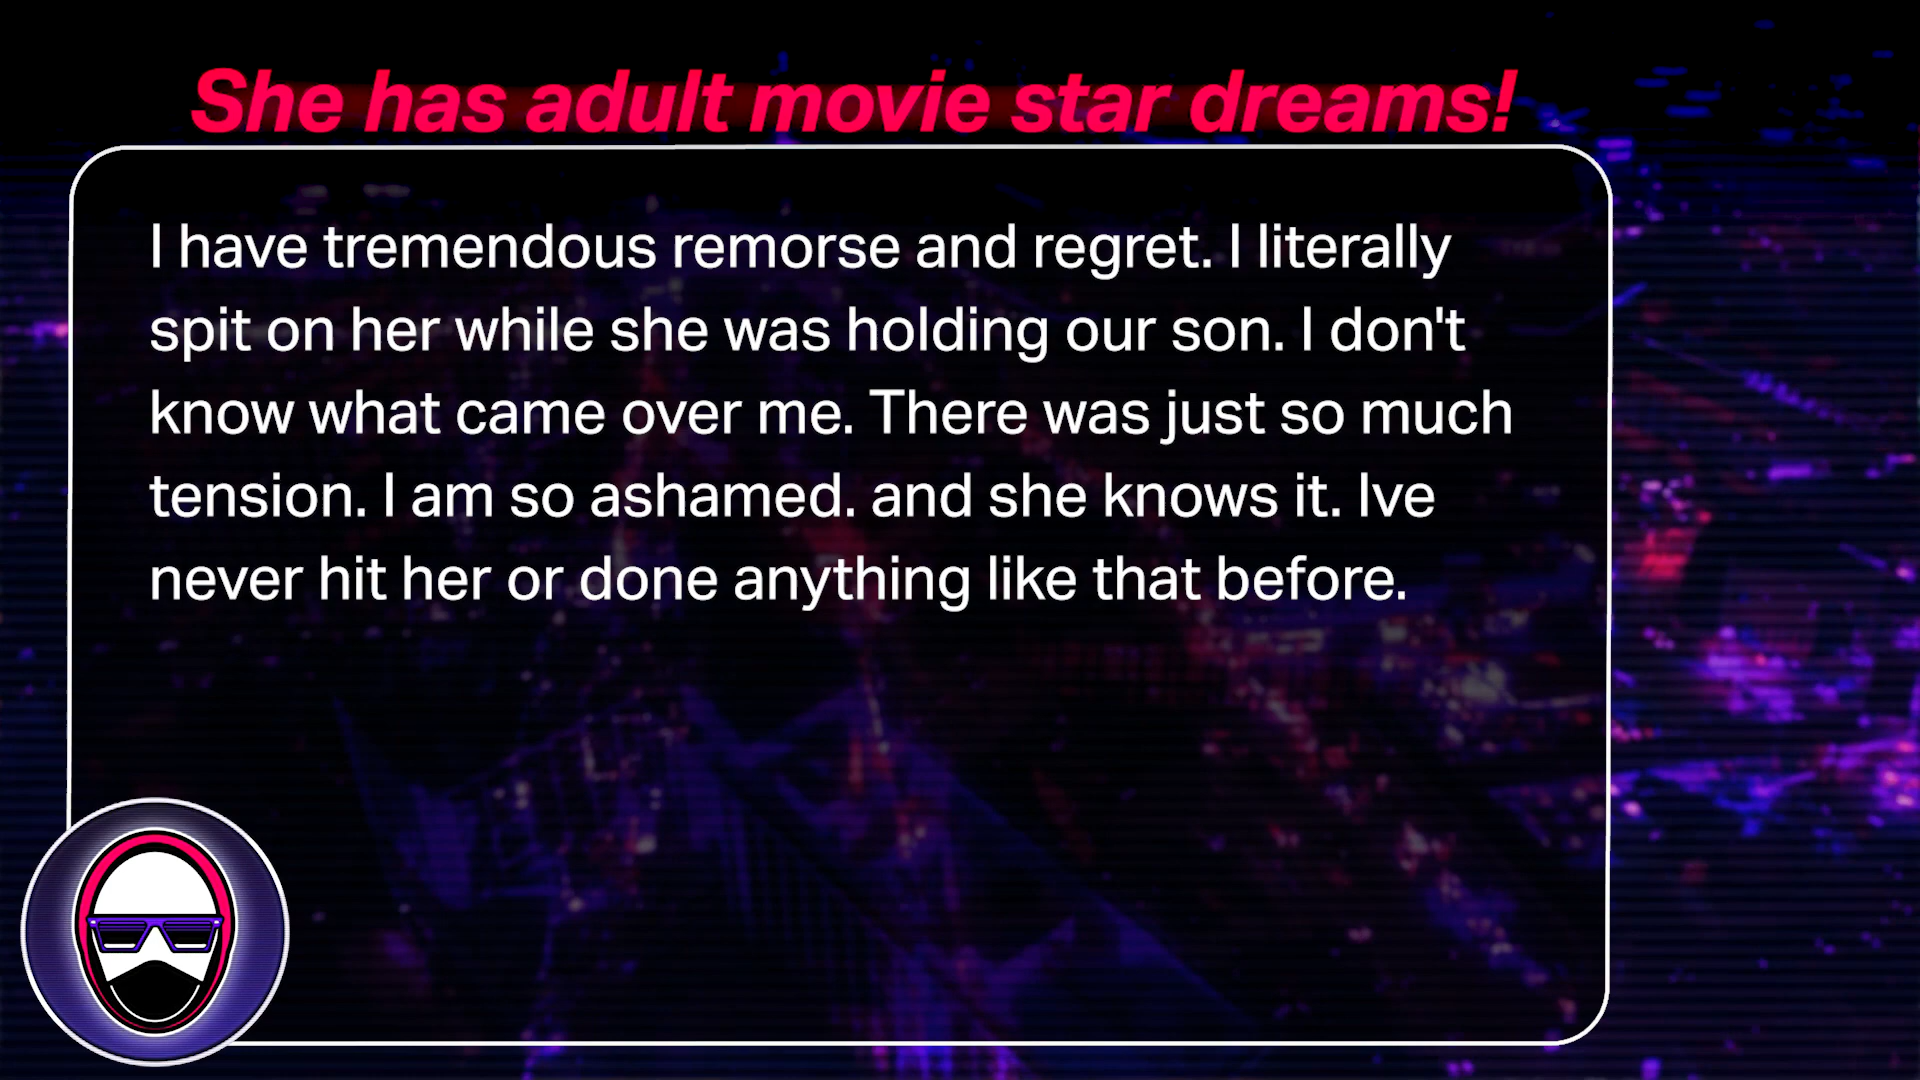 She has adult movie star dreams!
I have tremendous remorse and regret. I literally
spit on her while she was holding our son. I don't
know what came over me. There was just so much
tension. I am so ashamed. and she knows it. Ive
never hit her or done anything like that before.